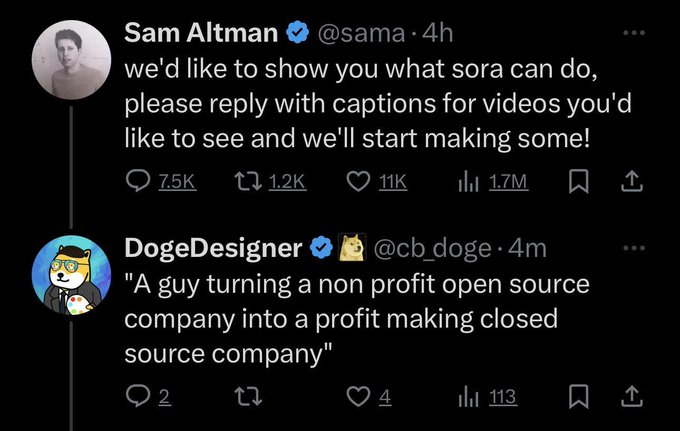 Sam Altman @sama · 4h
we'd like to show you what sora can do,
please reply with captions for videos you'd
like to see and we'll start making some!
7.5K 1.2K 11K 1.7M
DogeDesigner @cb_doge · 4m
"A guy turning a non profit open source
company into a profit making closed
source company"
2 4 113